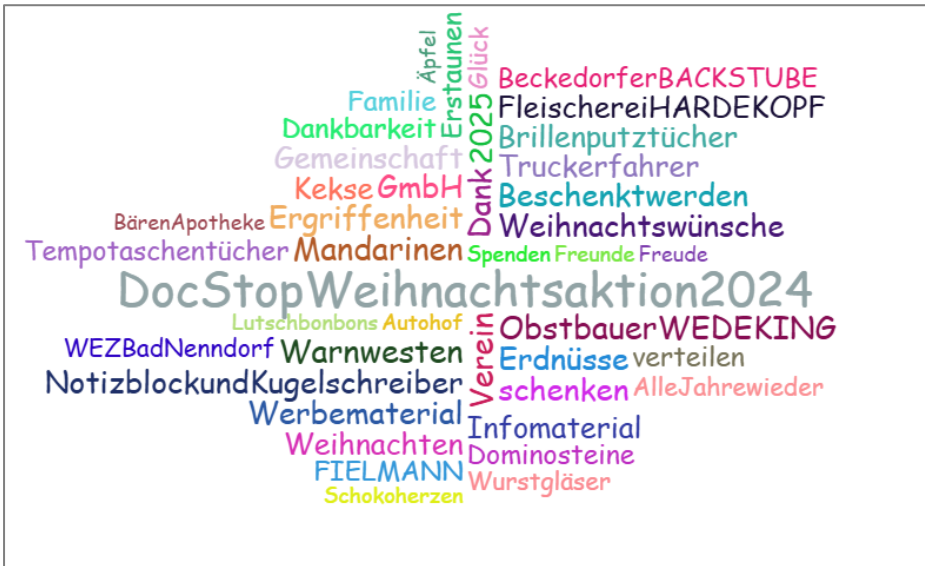 Äpfel
Erstaunen
Glück
BeckedorferBACKSTUBE
Familie
2025
FleischereiHARDEKOPF
Dankbarkeit
Brillenputztücher
Gemeinschaft
Truckerfahrer
Kekse
GmbH
Dank
Beschenktwerden
BärenApotheke
Ergriffenheit
Weihnachtswünsche
Tempotaschentücher
Mandarinen
Spenden
Freunde
Freude
DocStopWeihnachtsaktion2024
Lutschbonbons
Autohof
Verein
ObstbauerWEDEKING
WEZBadNenndorf
Warnwesten
Erdnüsse
verteilen
NotizblockundKugelschreiber
schenken
AlleJahrewieder
Werbematerial
Infomaterial
Weihnachten
Dominosteine
FIELMANN
Wurstgläser
Schokoherzen